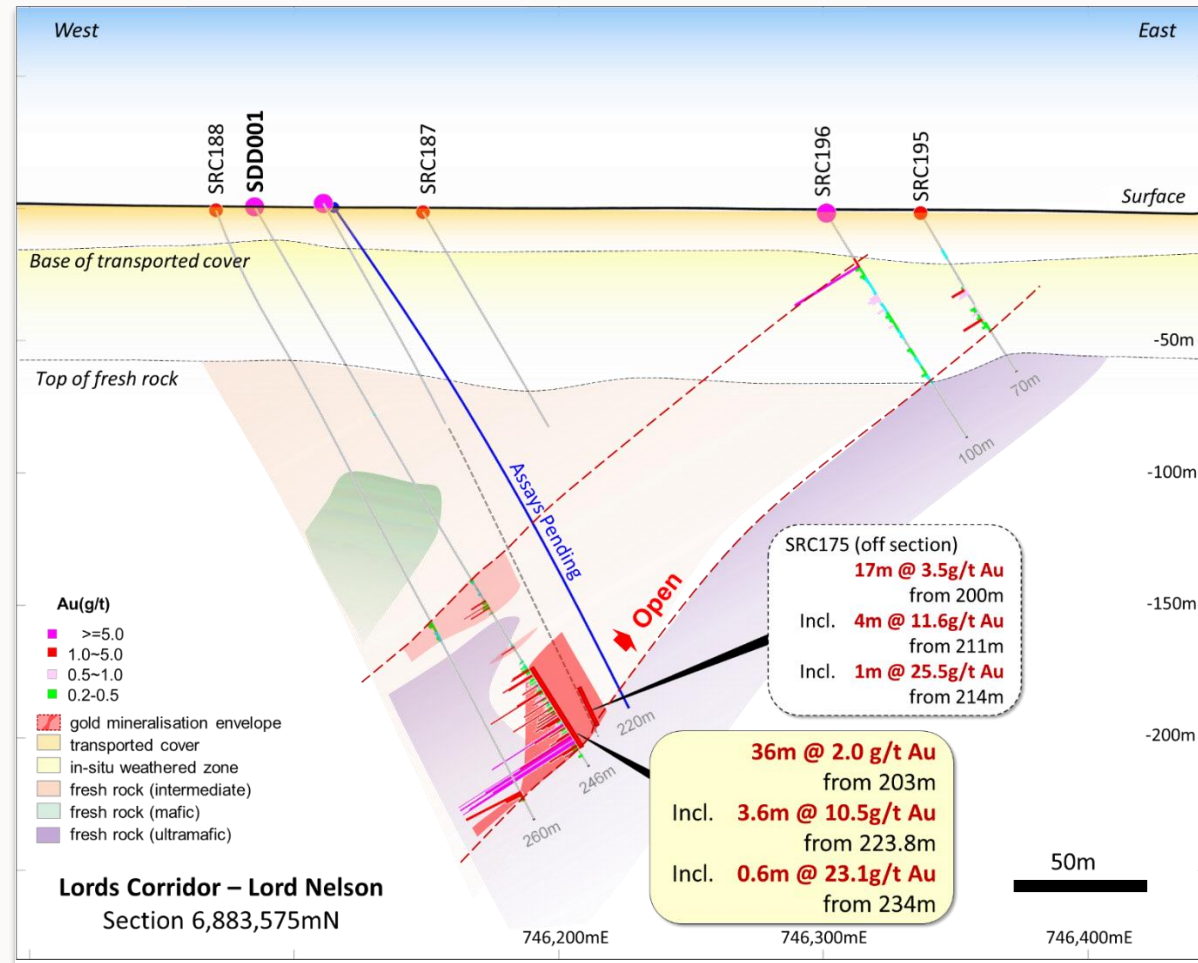 West
East
SRC188
SDD001
SRC187
SRC196
SRC195
Surface
Base of transported cover
-50m
Top of fresh rock
70m
100m
-100m
Assays Pending
SRC175 (off section)
17m @ 3.5g/t Au
from 200m
Incl. 4m @ 11.6g/t Au
from 211m
Incl. 1m @ 25.5g/t Au
from 214m
Open
-150m
Au(g/t)
>=5.0
1.0~5.0
0.5~1.0
0.2-0.5
gold mineralisation envelope
transported cover
in-situ weathered zone
fresh rock (intermediate)
fresh rock (mafic)
fresh rock (ultramafic)
220m
-200m
246m
260m
36m @ 2.0 g/t Au
from 203m
Incl. 3.6m @ 10.5g/t Au
from 223.8m
Incl. 0.6m @ 23.1g/t Au
from 234m
50m
Lords Corridor – Lord Nelson
Section 6,883,575mN
746,200mE
746,300mE
746,400mE